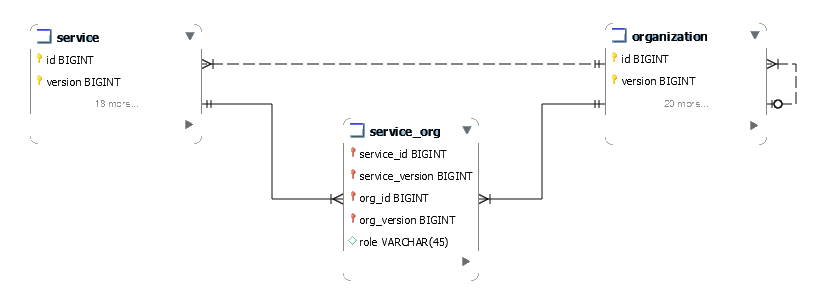 service
id BIGINT
version BIGINT
18 more...
organization
id BIGINT
version BIGINT
20 more...
service_org
service_id BIGINT
service_version BIGINT
org_id BIGINT
org_version BIGINT
role VARCHAR(45)